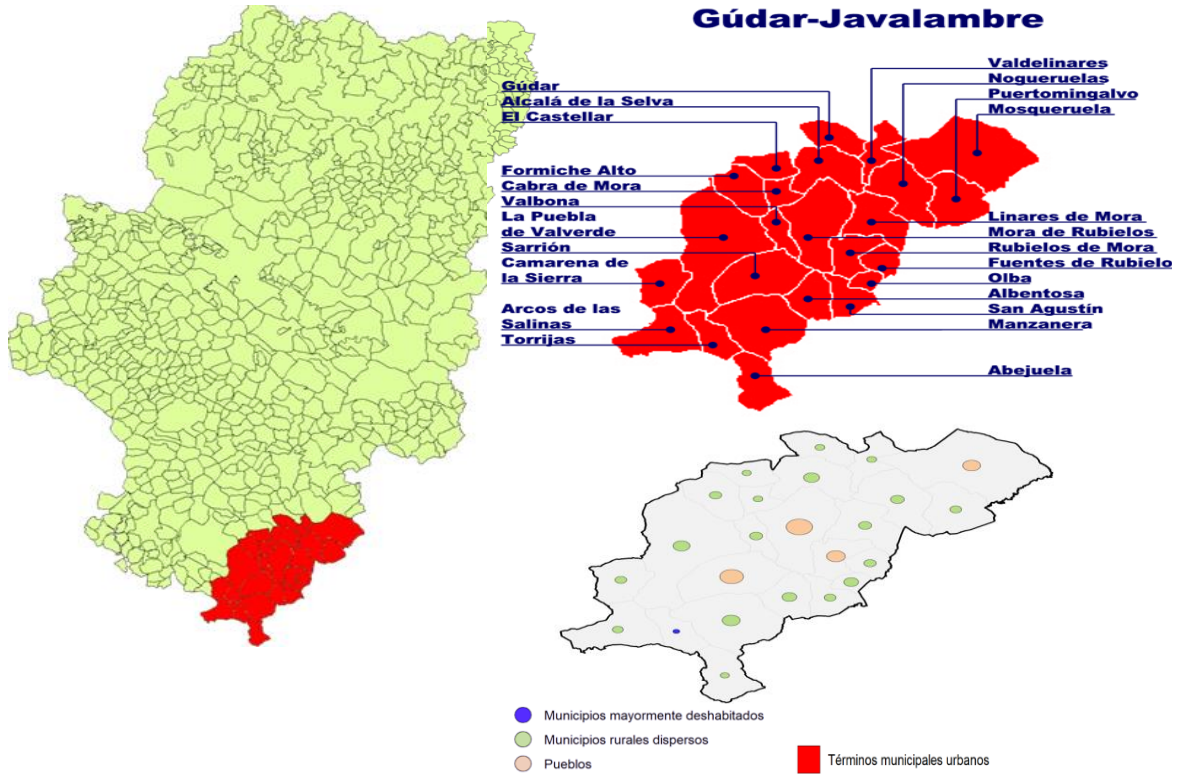 Gúdar-Javalambre
Gúdar
Alcalá de la Selva
El Castellar
Formiche Alto
Cabra de Mora
Valbona
La Puebla
de Valverde
Sarrión
Camarena de
la Sierra
Arcos de las
Salinas
Torrijas
Valdelinares
Nogueruelas
Puertomingalvo
Mosqueruela
Linares de Mora
Mora de Rubielos
Rubielos de Mora
Fuentes de Rubielo
Olba
Albentosa
San Agustín
Manzanera
Abejuela
Municipios mayormente deshabitados
Municipios rurales dispersos
Pueblos
Términos municipales urbanos